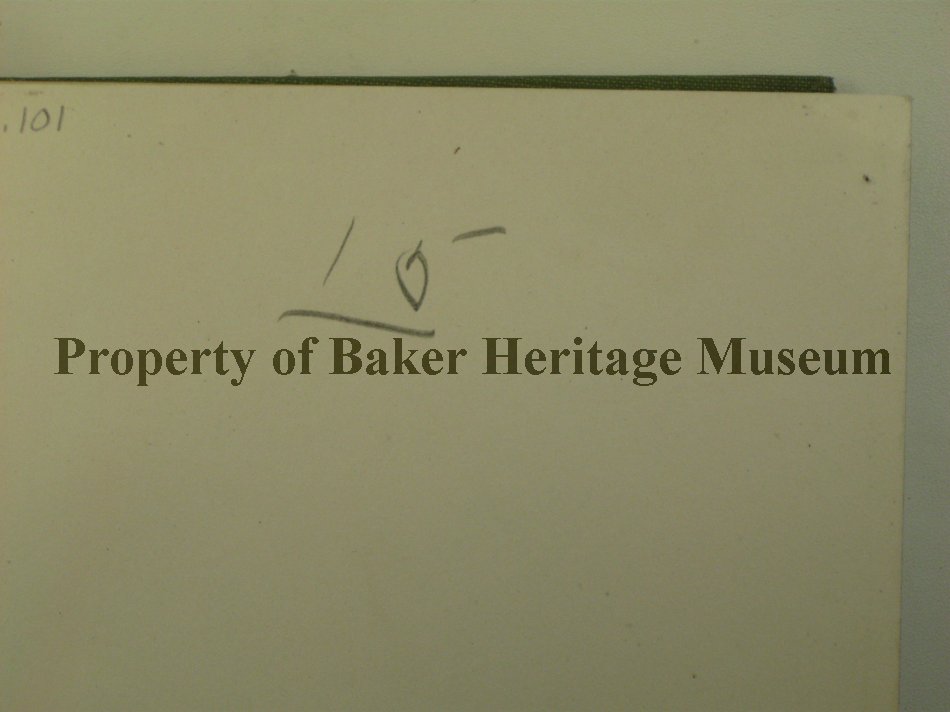 .101
10-
Property of Baker Heritage Museum